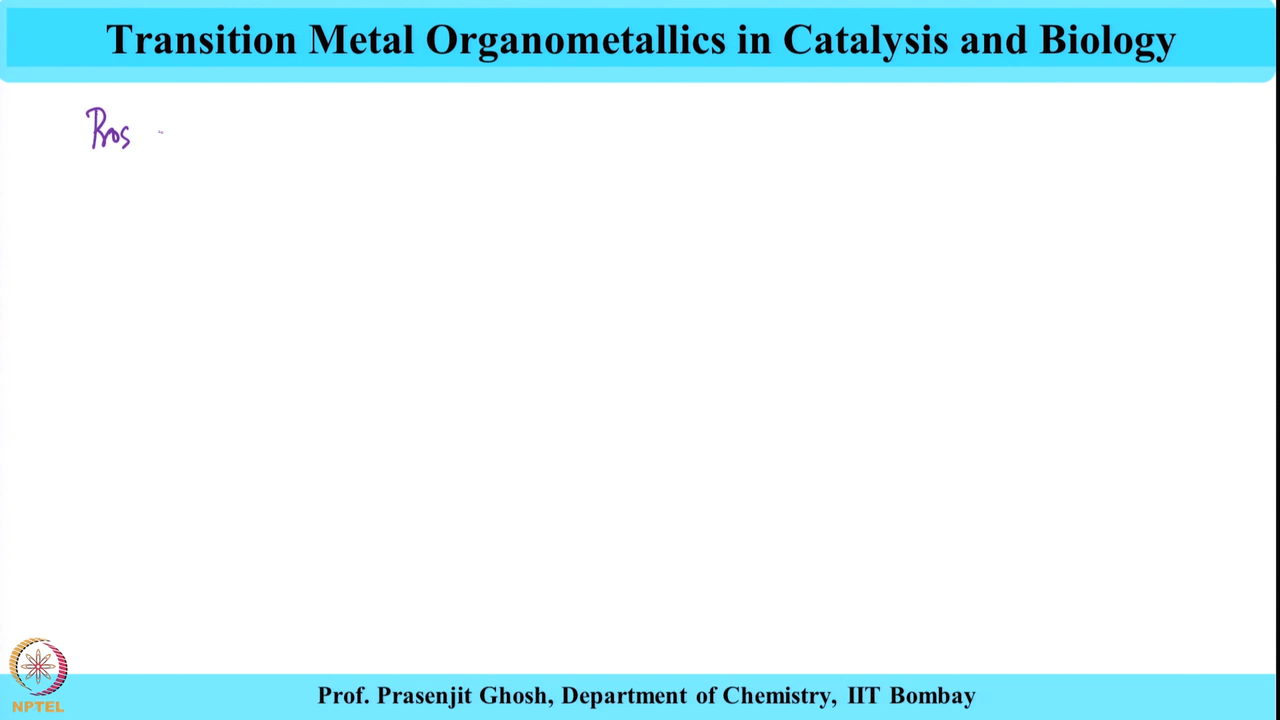 Transition Metal Organometallics in Catalysis and Biology
Pros
NPTEL
Prof. Prasenjit Ghosh, Department of Chemistry, IIT Bombay